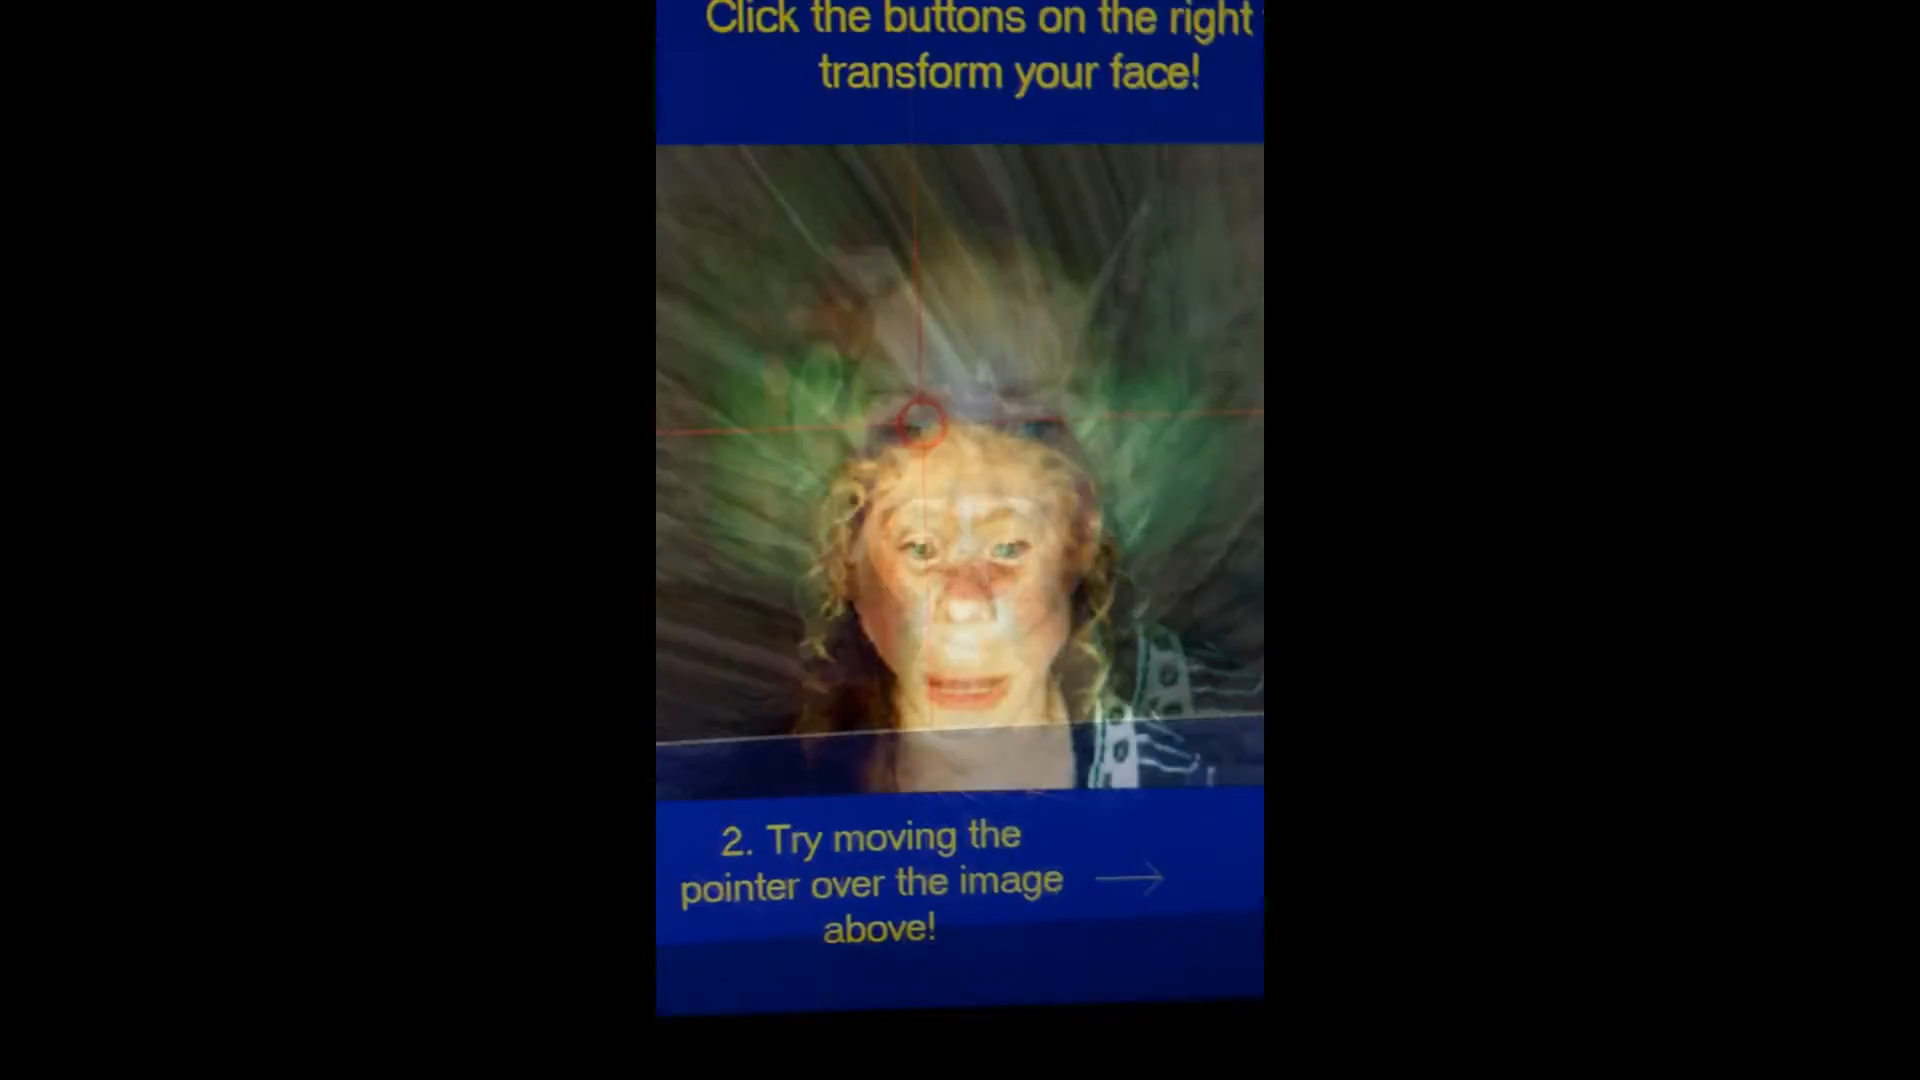 Click the buttons on the right
transform your face!
2. Try moving the
pointer over the image
above!